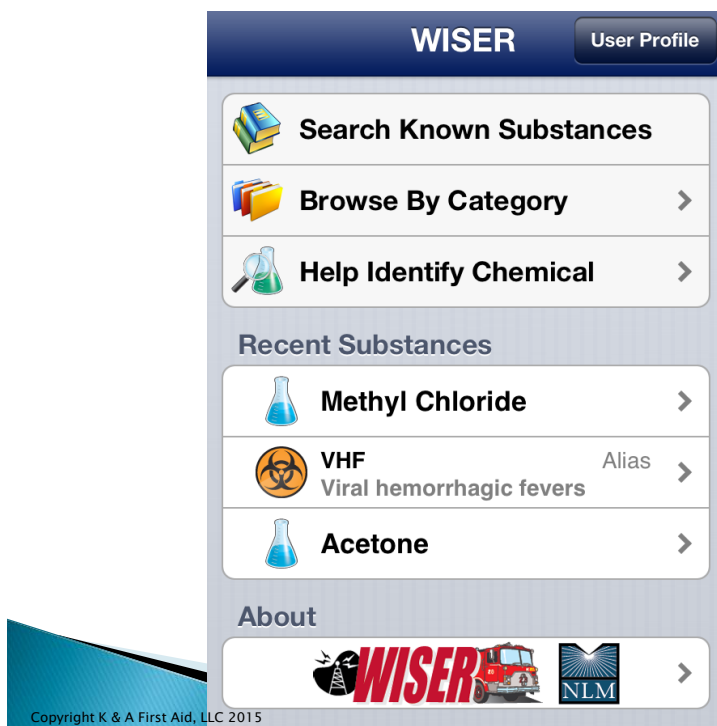 WISER
User Profile
Search Known Substances
Browse By Category
Help Identify Chemical
Recent Substances
Methyl Chloride
VHF
Alias
Viral hemorrhagic fevers
Acetone
About
WISER
NLM
Copyright K & A First Aid, LLC 2015